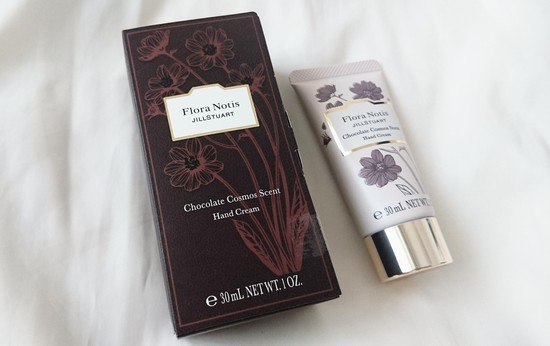 Flora Notis
JILLSTUART
Chocolate Cosmos Scent
Hand Cream
℮ 30 mL NET WT. 1 OZ.
Flora Notis
JILLSTUART
Chocolate Cosmos Scent
Hand Cream
℮ 30 mL NET WT.